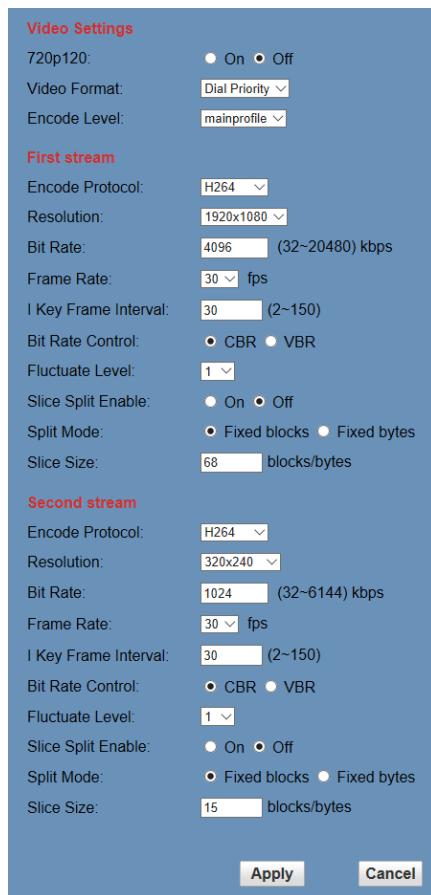 Video Settings
720p120: On Off
Video Format: Dial Priority
Encode Level: mainprofile
First stream
Encode Protocol: H264
Resolution: 1920x1080
Bit Rate: 4096 (32~20480) kbps
Frame Rate: 30 fps
I Key Frame Interval: 30 (2~150)
Bit Rate Control: CBR VBR
Fluctuate Level: 1
Slice Split Enable: On Off
Split Mode: Fixed blocks Fixed bytes
Slice Size: 68 blocks/bytes
Second stream
Encode Protocol: H264
Resolution: 320x240
Bit Rate: 1024 (32~6144) kbps
Frame Rate: 30 fps
I Key Frame Interval: 30 (2~150)
Bit Rate Control: CBR VBR
Fluctuate Level: 1
Slice Split Enable: On Off
Split Mode: Fixed blocks Fixed bytes
Slice Size: 15 blocks/bytes
Apply Cancel